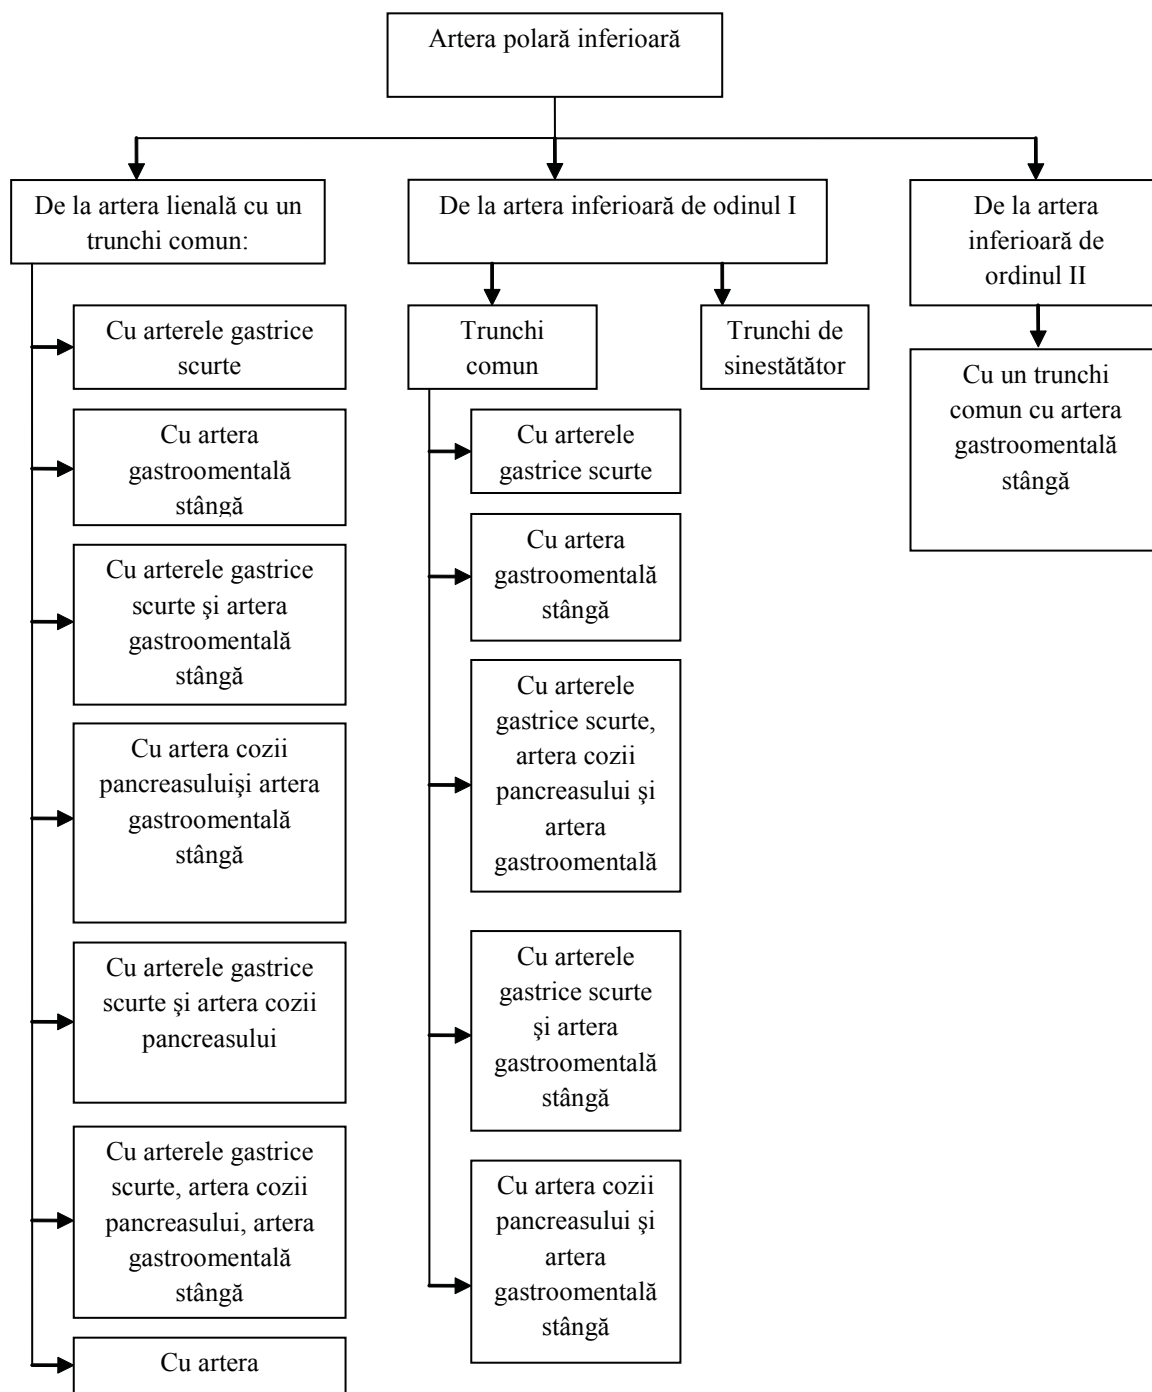 Artera polară inferioară
De la artera lienală cu un
trunchi comun:
Cu arterele gastrice
scurte
Cu artera
gastroomentală
stângă
Cu arterele gastrice
scurte şi artera
gastroomentală
stângă
Cu artera cozii
pancreasuluişi artera
gastroomentală
stângă
Cu arterele gastrice
scurte şi artera cozii
pancreasului
Cu arterele gastrice
scurte, artera cozii
pancreasului, artera
gastroomentală
stângă
Cu artera
De la artera inferioară de odinul I
Trunchi
comun
Cu arterele
gastrice scurte
Cu artera
gastroomentală
stângă
Cu arterele
gastrice scurte,
artera cozii
pancreasului şi
artera
gastroomentală
Cu arterele
gastrice scurte
şi artera
gastroomentală
stângă
Cu artera cozii
pancreasului şi
artera
gastroomentală
stângă
Trunchi de
sinestătător
De la artera
inferioară de
ordinul II
Cu un trunchi
comun cu artera
gastroomentală
stângă